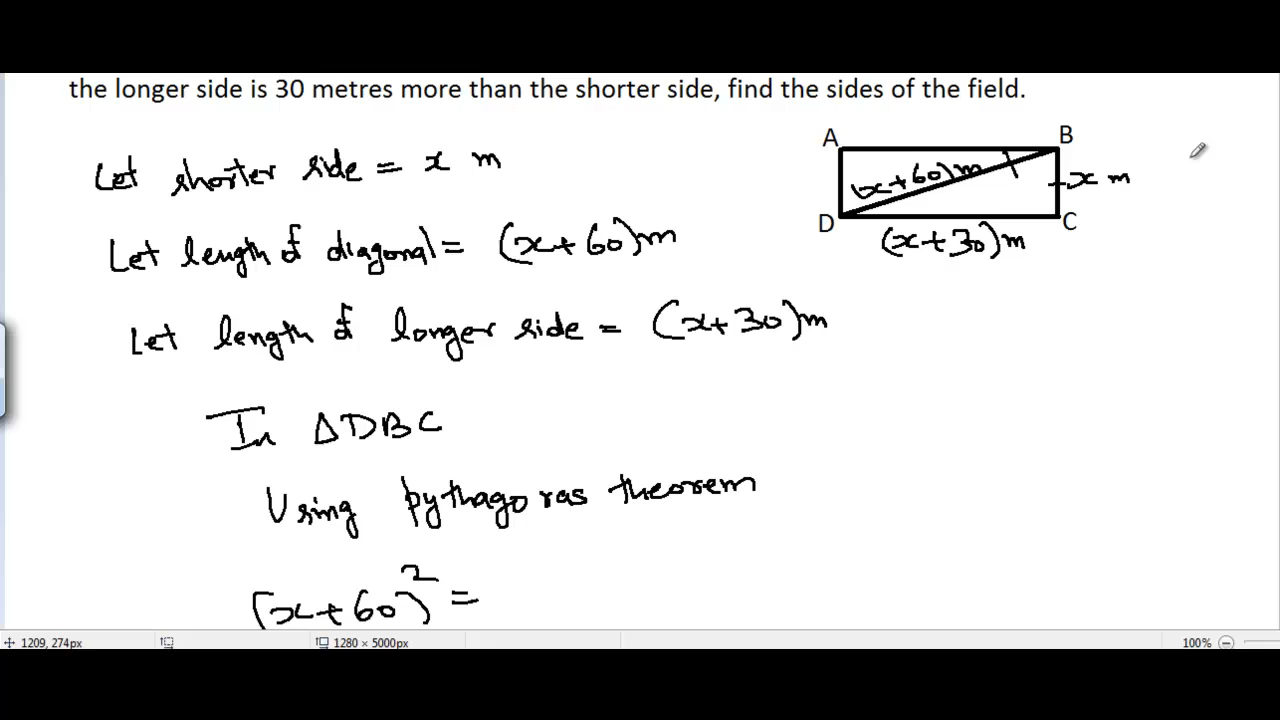 the longer side is 30 metres more than the shorter side, find the sides of the field.
Let shorter side = x m
Let length of diagonal = (x+60)m
Let length of longer side = (x+30)m
In ΔDBC
Using pythagoras theorem
(x+60)² =
A
B
(x+60)m
x m
D
C
(x+30)m
1209, 274px
1280 × 5000px
100%